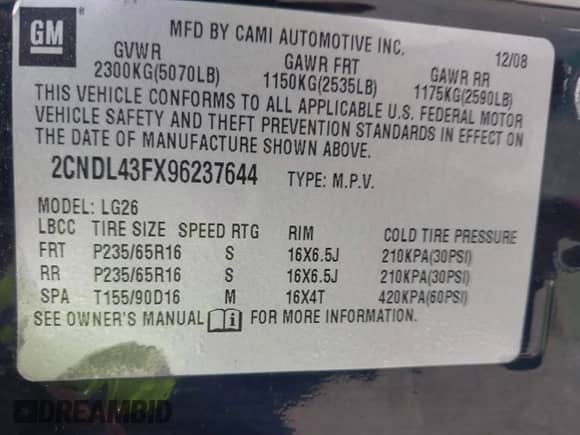 GM
MFD BY CAMI AUTOMOTIVE INC.
12/08
GVWR GAWR FRT GAWR RR
2300KG(5070LB) 1150KG(2535LB) 1175KG(2590LB)
THIS VEHICLE CONFORMS TO ALL APPLICABLE U.S. FEDERAL MOTOR
VEHICLE SAFETY AND THEFT PREVENTION STANDARDS IN EFFECT ON
THE DATE OF MANUFACTURE SHOWN ABOVE.
2CNDL43FX96237644 TYPE: M.P.V.
MODEL: LG26
LBCC TIRE SIZE SPEED RTG RIM COLD TIRE PRESSURE
FRT P235/65R16 S 16X6.5J 210KPA(30PSI)
RR P235/65R16 S 16X6.5J 210KPA(30PSI)
SPA T155/90D16 M 16X4T 420KPA(60PSI)
SEE OWNER'S MANUAL i FOR MORE INFORMATION.
DREAMBID